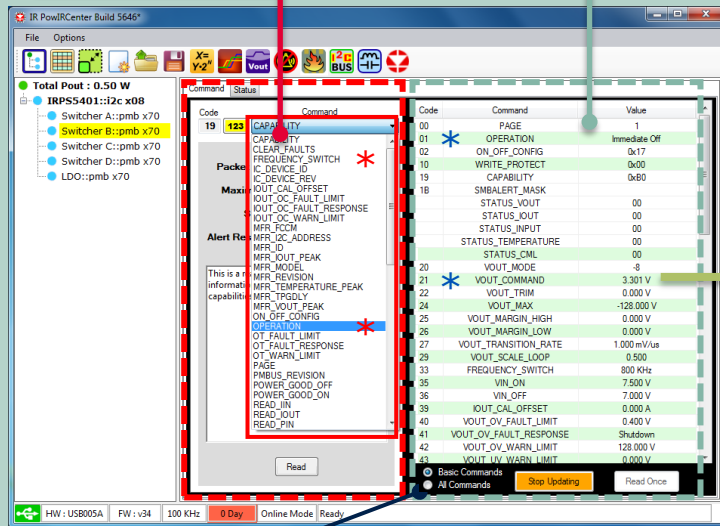 IR PowIRCenter Build 5646*
File Options
X= Y·2ⁿ Vout I²C BUS
Total Pout : 0.50 W
IRPS5401::i2c x08
Switcher A::pmb x70
Switcher B::pmb x70
Switcher C::pmb x70
Switcher D::pmb x70
LDO::pmb x70
Command Status
Code Command
19 123 CAPABILITY
CAPABILITY
CLEAR_FAULTS
FREQUENCY_SWITCH
IC_DEVICE_ID
IC_DEVICE_REV
IOUT_CAL_OFFSET
IOUT_OC_FAULT_LIMIT
IOUT_OC_FAULT_RESPONSE
IOUT_OC_WARN_LIMIT
MFR_FCCM
MFR_I2C_ADDRESS
MFR_ID
MFR_IOUT_PEAK
MFR_MODEL
MFR_REVISION
MFR_TEMPERATURE_PEAK
MFR_TPGDLY
MFR_VOUT_PEAK
ON_OFF_CONFIG
OPERATION
OT_FAULT_LIMIT
OT_FAULT_RESPONSE
OT_WARN_LIMIT
PAGE
PMBUS_REVISION
POWER_GOOD_OFF
POWER_GOOD_ON
READ_IIN
READ_IOUT
READ_PIN
Packe
Maxi
S
Alert Re
This is a
informatio
capabilitie
Read
Code Command Value
00 PAGE 1
01 OPERATION Immediate Off
02 ON_OFF_CONFIG 0x17
10 WRITE_PROTECT 0x00
19 CAPABILITY 0xB0
1B SMBALERT_MASK
STATUS_VOUT 00
STATUS_IOUT 00
STATUS_INPUT 00
STATUS_TEMPERATURE 00
STATUS_CML 00
20 VOUT_MODE -8
21 VOUT_COMMAND 3.301 V
22 VOUT_TRIM 0.000 V
24 VOUT_MAX -128.000 V
25 VOUT_MARGIN_HIGH 0.000 V
26 VOUT_MARGIN_LOW 0.000 V
27 VOUT_TRANSITION_RATE 1.000 mV/us
29 VOUT_SCALE_LOOP 0.500
33 FREQUENCY_SWITCH 800 KHz
35 VIN_ON 7.500 V
36 VIN_OFF 7.000 V
39 IOUT_CAL_OFFSET 0.000 A
40 VOUT_OV_FAULT_LIMIT 0.400 V
41 VOUT_OV_FAULT_RESPONSE Shutdown
42 VOUT_OV_WARN_LIMIT 128.000 V
43 VOUT_UV_WARN_LIMIT 0.000 V
Basic Commands
All Commands
Stop Updating Read Once
HW : USB005A FW : v34 100 KHz 0 Day Online Mode Ready